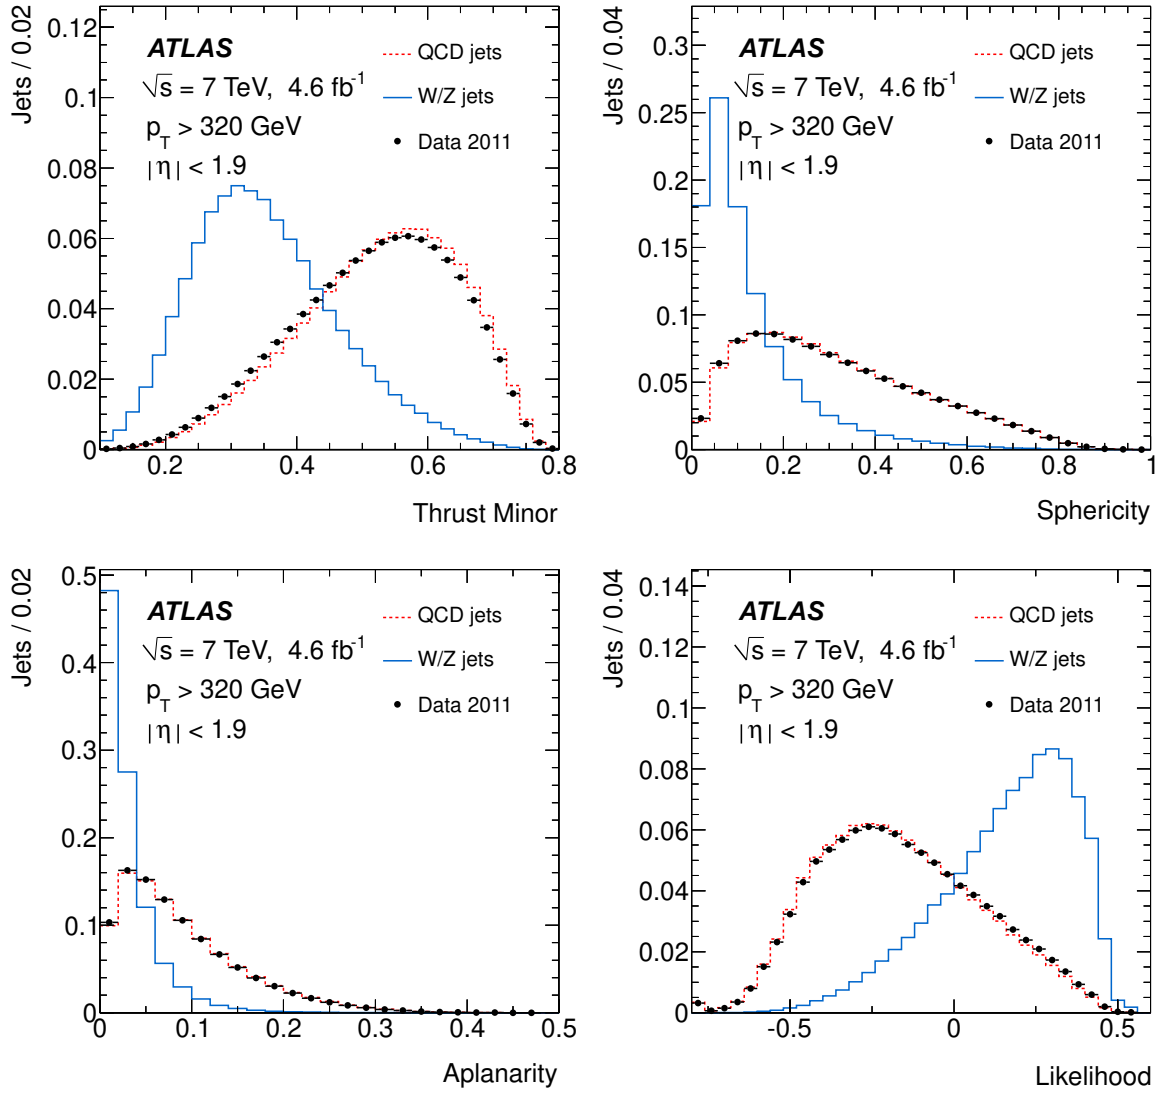 Jets / 0.02
0.12
0.1
0.08
0.06
0.04
0.02
0
ATLAS
√s = 7 TeV, 4.6 fb⁻¹
p_T > 320 GeV
|η| < 1.9
QCD jets
W/Z jets
Data 2011
0.2 0.4 0.6 0.8
Thrust Minor
Jets / 0.04
0.3
0.25
0.2
0.15
0.1
0.05
0
ATLAS
√s = 7 TeV, 4.6 fb⁻¹
p_T > 320 GeV
|η| < 1.9
QCD jets
W/Z jets
Data 2011
0 0.2 0.4 0.6 0.8 1
Sphericity
Jets / 0.02
0.5
0.4
0.3
0.2
0.1
0
ATLAS
√s = 7 TeV, 4.6 fb⁻¹
p_T > 320 GeV
|η| < 1.9
QCD jets
W/Z jets
Data 2011
0 0.1 0.2 0.3 0.4 0.5
Aplanarity
Jets / 0.04
0.14
0.12
0.1
0.08
0.06
0.04
0.02
0
ATLAS
√s = 7 TeV, 4.6 fb⁻¹
p_T > 320 GeV
|η| < 1.9
QCD jets
W/Z jets
Data 2011
-0.5 0 0.5
Likelihood